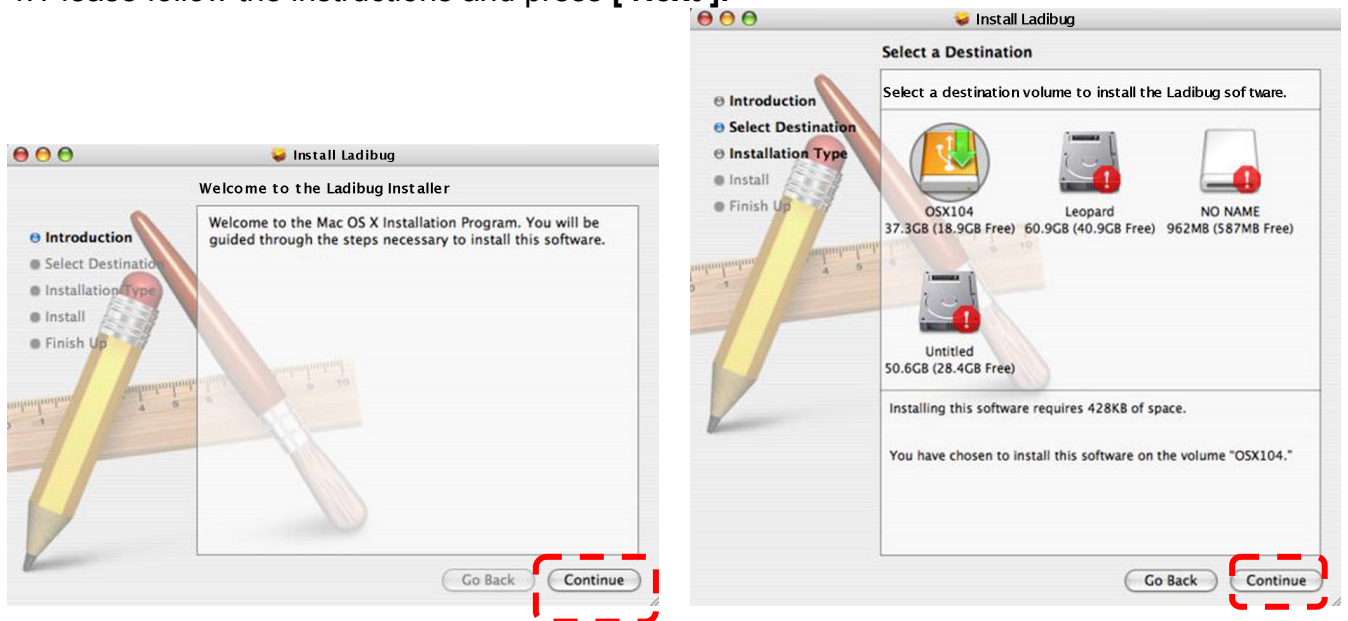 Install Ladibug
Welcome to the Ladibug Installer
Introduction
Select Destination
Installation Type
Install
Finish Up
Welcome to the Mac OS X Installation Program. You will be
guided through the steps necessary to install this software.
Go Back
Continue
Install Ladibug
Select a Destination
Introduction
Select Destination
Installation Type
Install
Finish Up
Select a destination volume to install the Ladibug software.
OSX104
37.3GB (18.9GB Free)
Leopard
60.9GB (40.9GB Free)
NO NAME
962MB (587MB Free)
Untitled
50.6GB (28.4GB Free)
Installing this software requires 428KB of space.
You have chosen to install this software on the volume "OSX104."
Go Back
Continue